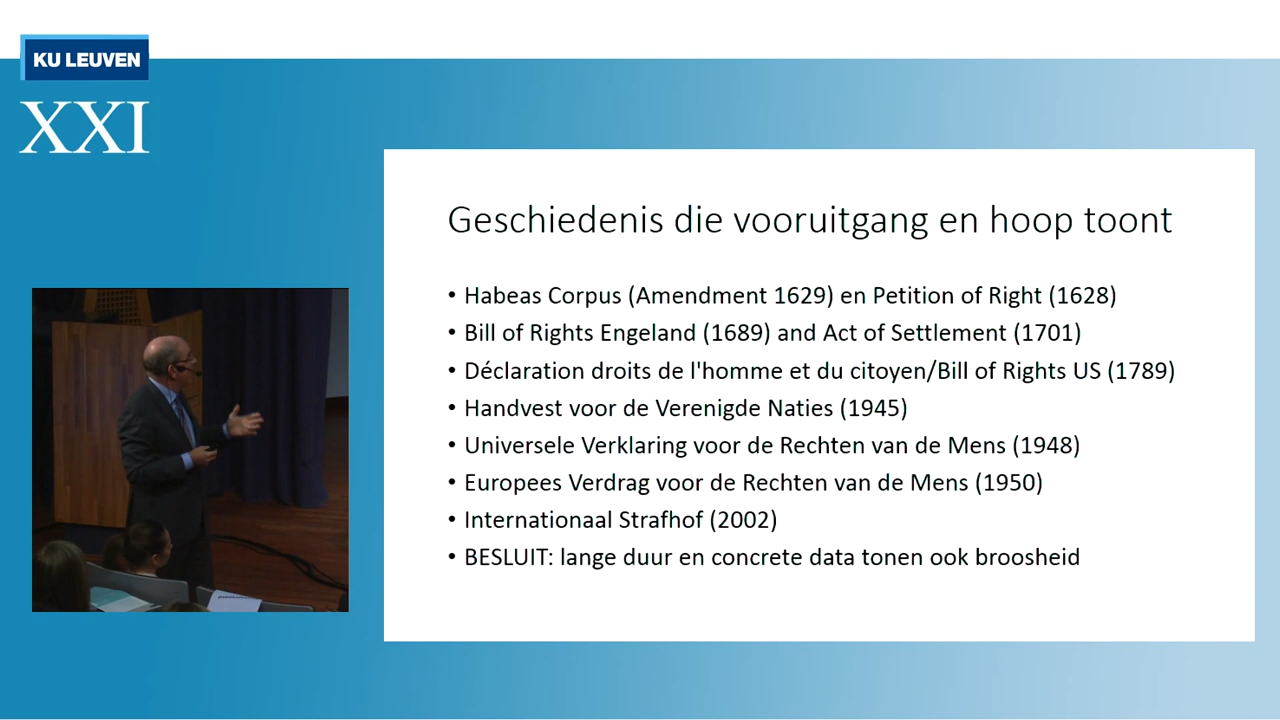 KU LEUVEN
XXI
Geschiedenis die vooruitgang en hoop toont
• Habeas Corpus (Amendment 1629) en Petition of Right (1628)
• Bill of Rights Engeland (1689) and Act of Settlement (1701)
• Déclaration droits de l'homme et du citoyen/Bill of Rights US (1789)
• Handvest voor de Verenigde Naties (1945)
• Universele Verklaring voor de Rechten van de Mens (1948)
• Europees Verdrag voor de Rechten van de Mens (1950)
• Internationaal Strafhof (2002)
• BESLUIT: lange duur en concrete data tonen ook broosheid